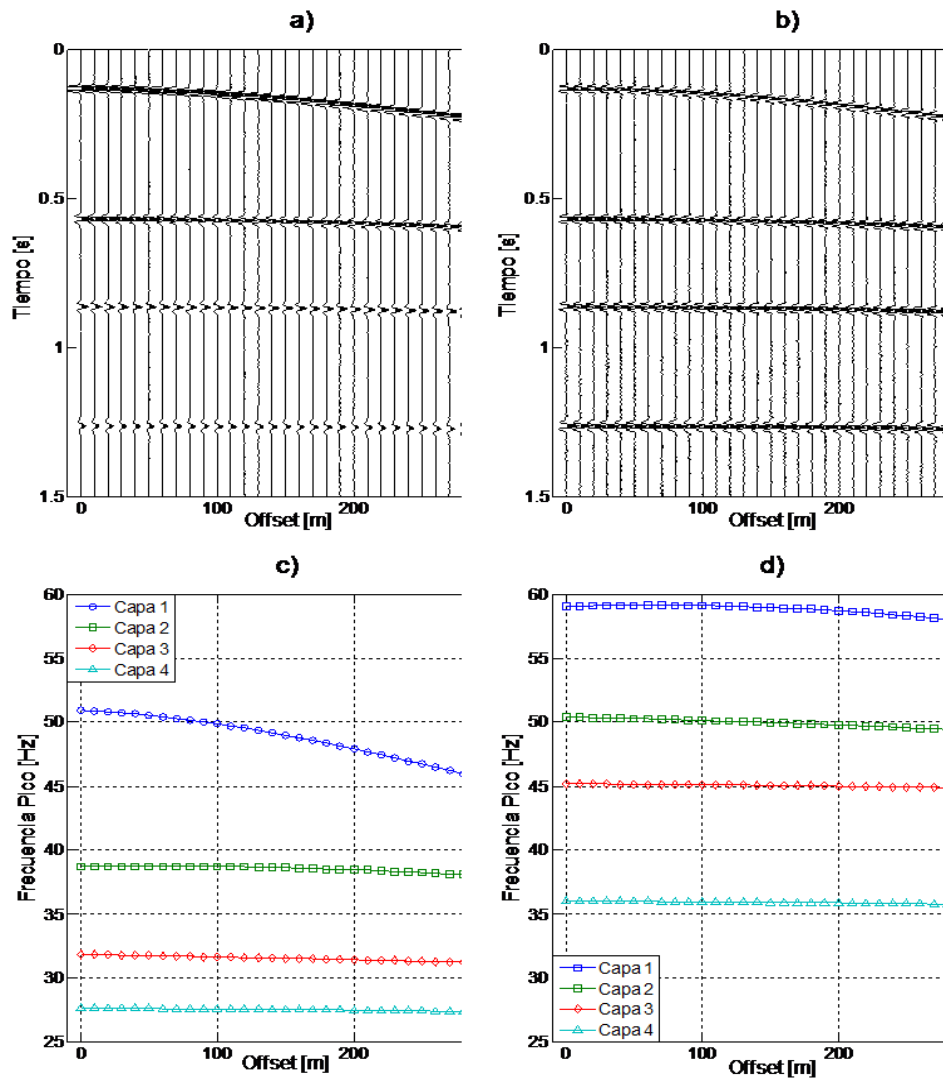 a)
0
0.5
1
1.5
Tiempo [s]
0
100
200
Offset [m]
b)
0
0.5
1
1.5
Tiempo [s]
0
100
200
Offset [m]
c)
60
55
50
45
40
35
30
25
Frecuencia Pico [Hz]
Capa 1
Capa 2
Capa 3
Capa 4
0
100
200
Offset [m]
d)
60
55
50
45
40
35
30
25
Frecuencia Pico [Hz]
Capa 1
Capa 2
Capa 3
Capa 4
0
100
200
Offset [m]